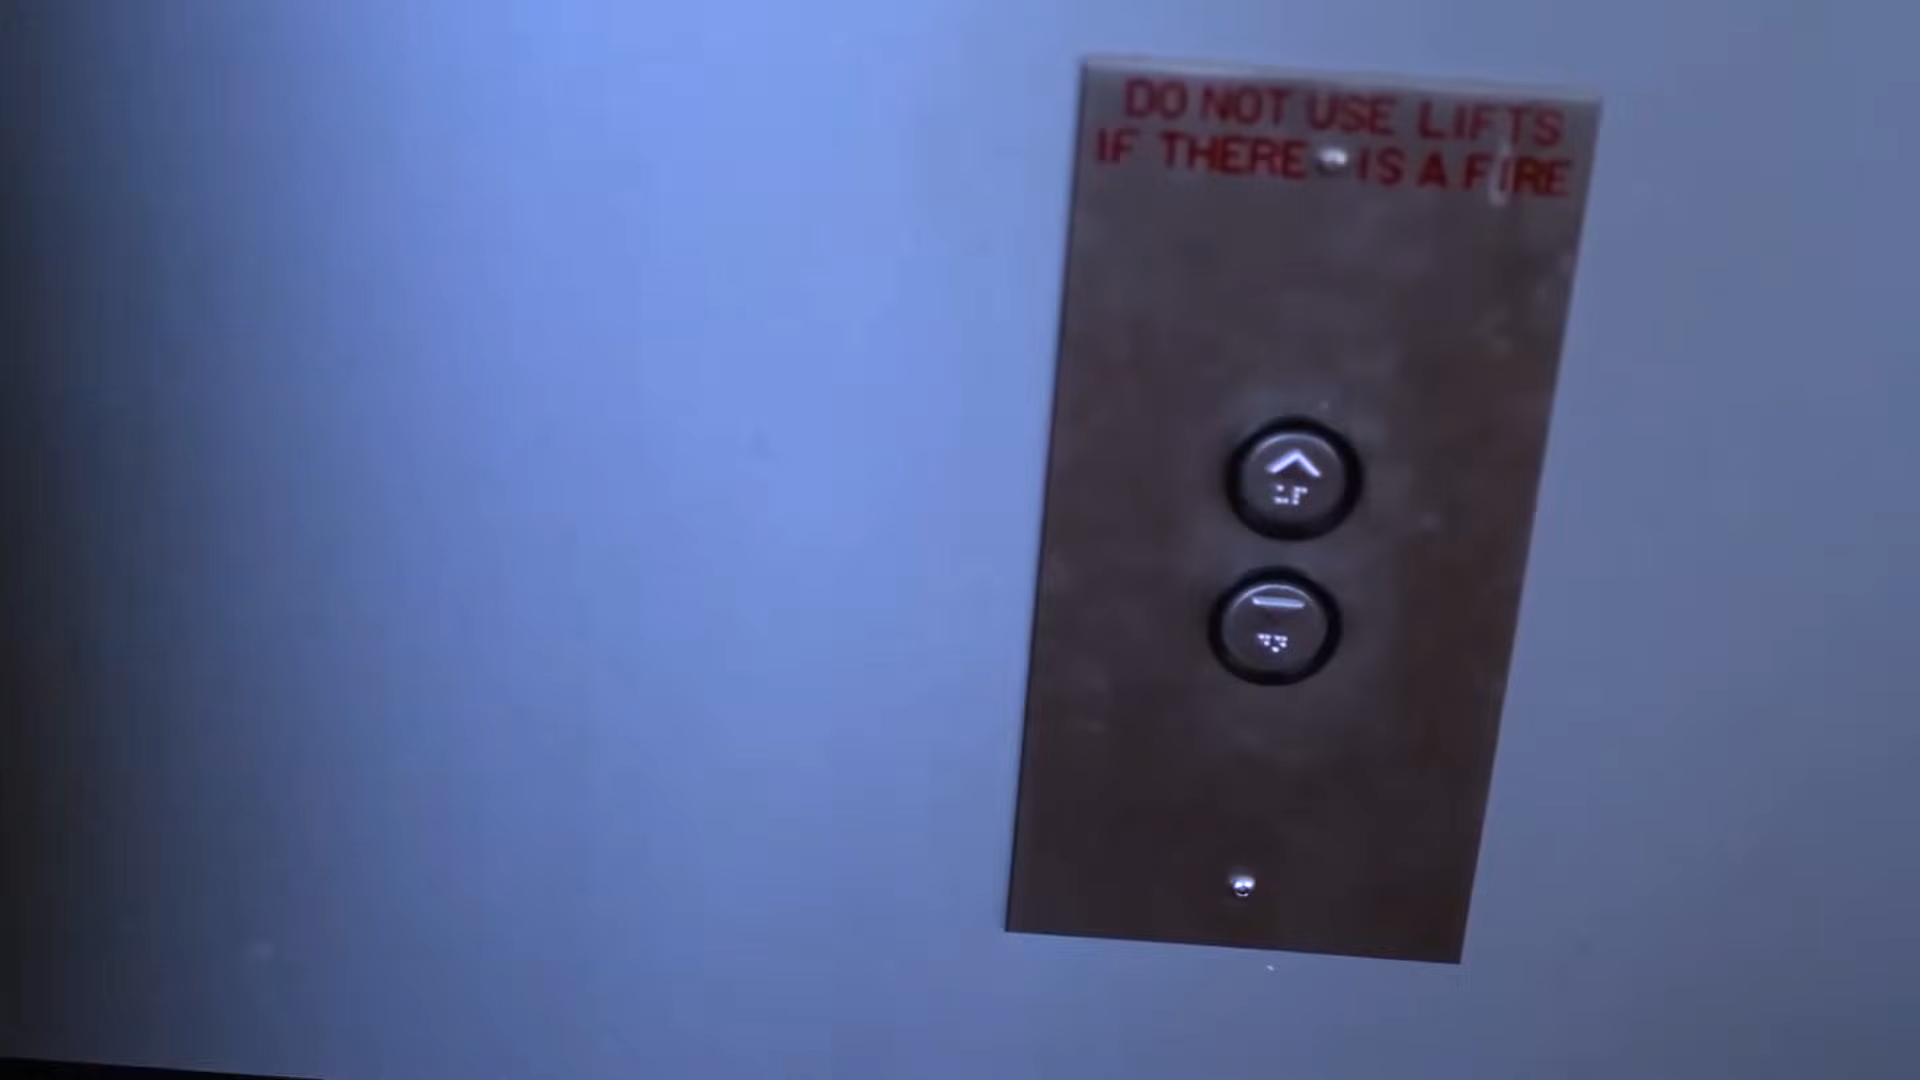 DO NOT USE LIFTS
IF THERE IS A FIRE